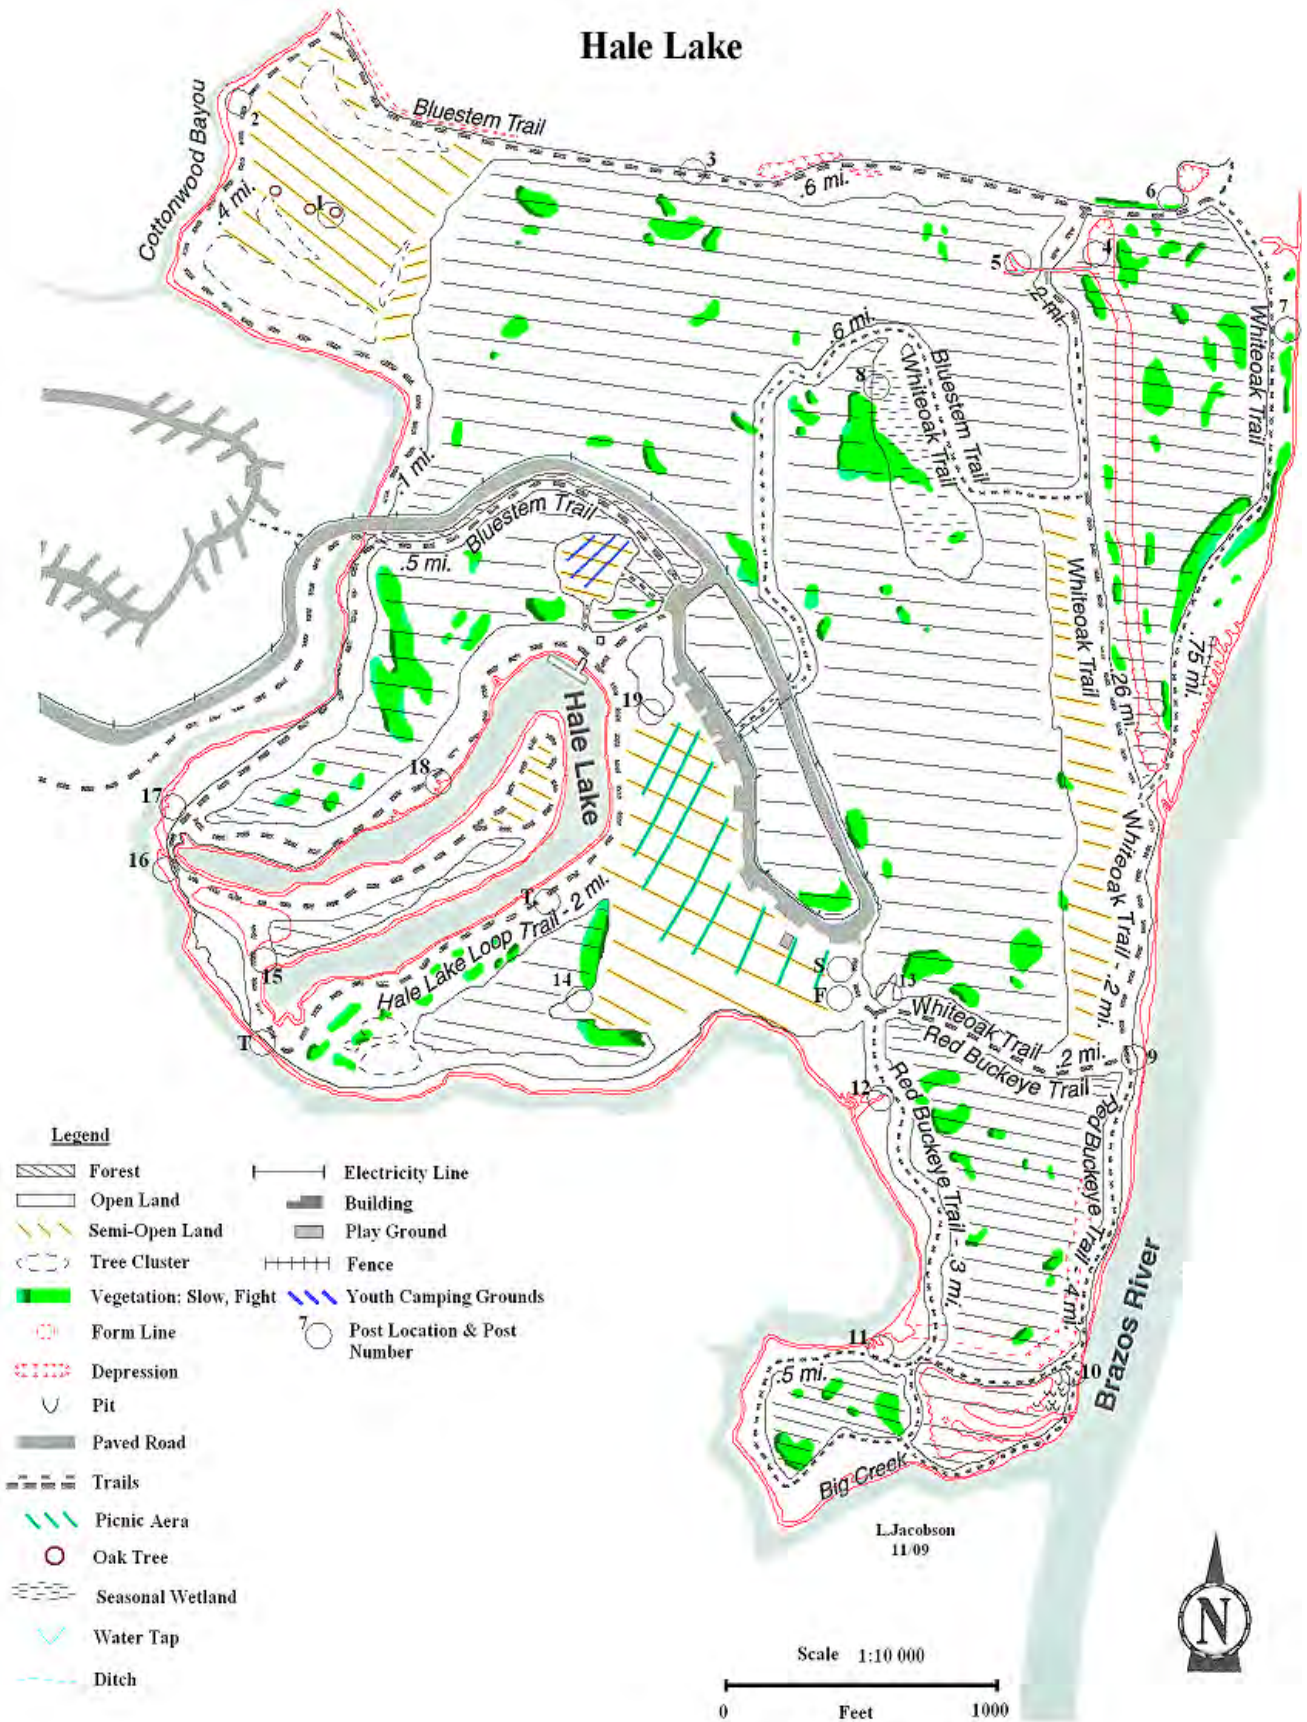 Hale Lake
Cottonwood Bayou
2
Bluestem Trail
3
.6 mi.
6
.4 mi.
1
4
5
.2 mi.
7
Whiteoak Trail
.6 mi.
8
Bluestem Trail
Whiteoak Trail
.1 mi.
Bluestem Trail
.5 mi.
Whiteoak Trail
.75 mi.
.26 mi.
19
Hale Lake
18
17
16
Whiteoak Trail - .2 mi.
T
Hale Lake Loop Trail - 2 mi.
15
14
S
F
13
Whiteoak Trail
Red Buckeye Trail
.2 mi.
9
T
12
Red Buckeye Trail - .3 mi.
Red Buckeye Trail - .4 mi.
11
10
.5 mi.
Big Creek
Brazos River
Legend
Forest
Open Land
Semi-Open Land
Tree Cluster
Vegetation: Slow, Fight
Form Line
Depression
Pit
Paved Road
Trails
Picnic Aera
Oak Tree
Seasonal Wetland
Water Tap
Ditch
Electricity Line
Building
Play Ground
Fence
Youth Camping Grounds
7
Post Location & Post
Number
L.Jacobson
11/09
N
Scale 1:10 000
0 Feet 1000